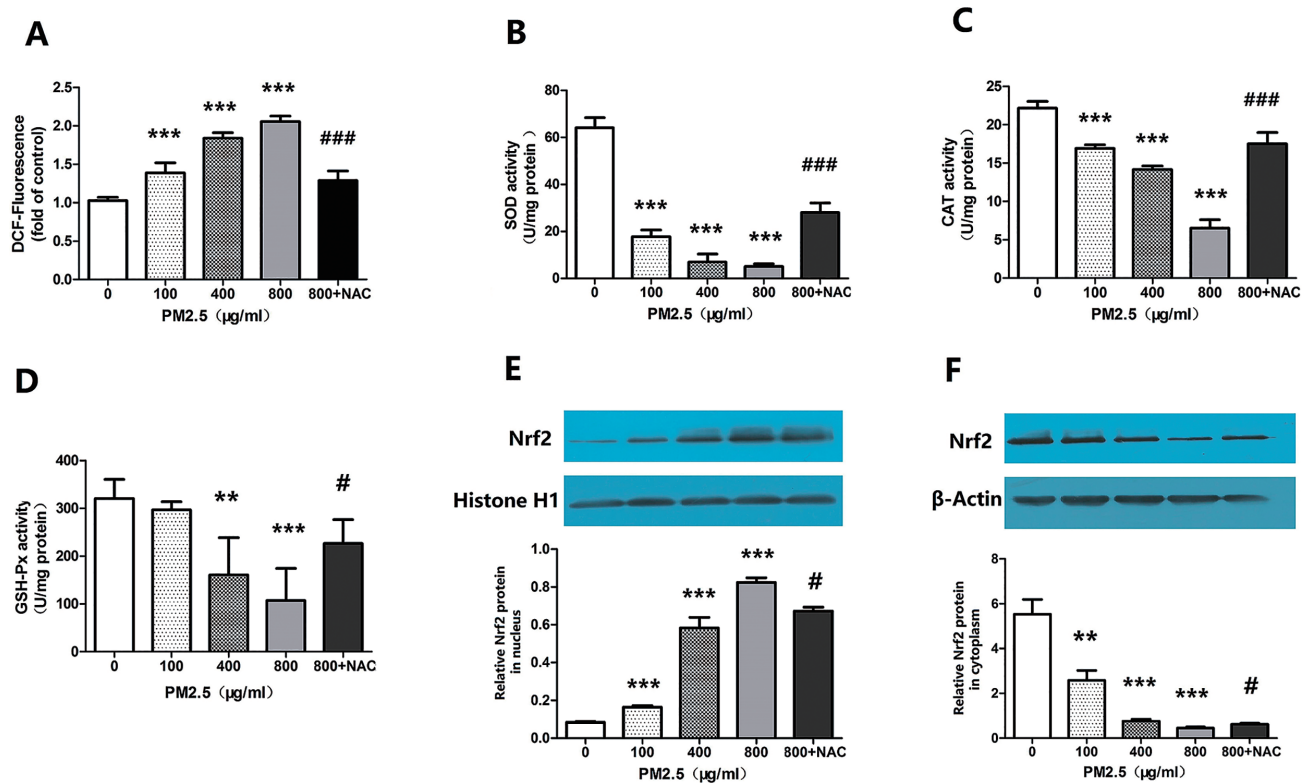 A
DCF-Fluorescence
(fold of control)
2.5
2.0
1.5
1.0
0.5
0.0
***
***
***
###
0 100 400 800 800+NAC
PM2.5（μg/ml）
B
SOD activity
（U/mg protein）
80
60
40
20
0
***
***
***
###
0 100 400 800 800+NAC
PM2.5（μg/ml）
C
CAT activity
（U/mg protein）
25
20
15
10
5
0
***
***
***
###
0 100 400 800 800+NAC
PM2.5（μg/ml）
D
GSH-Px activity
（U/mg protein）
400
300
200
100
0
**
***
#
0 100 400 800 800+NAC
PM2.5（μg/ml）
E
Nrf2
Histone H1
Relative Nrf2 protein
in nucleus
1.0
0.8
0.6
0.4
0.2
0.0
***
***
***
#
0 100 400 800 800+NAC
PM2.5（μg/ml）
F
Nrf2
β-Actin
Relative Nrf2 protein
in cytoplasm
8
6
4
2
0
**
***
***
#
0 100 400 800 800+NAC
PM2.5（μg/ml）